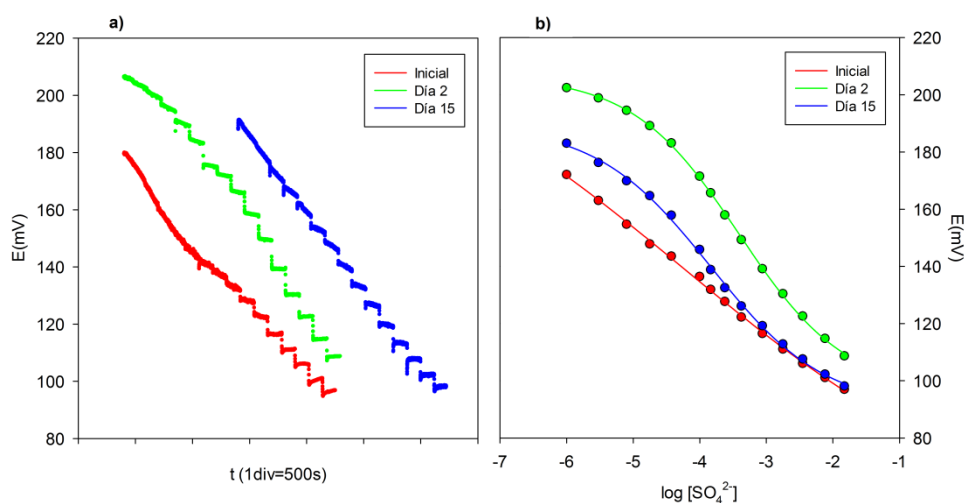 a)
220
200
180
160
140
120
100
80
E(mV)
Inicial
Día 2
Día 15
t (1div=500s)
b)
220
200
180
160
140
120
100
80
E(mV)
Inicial
Día 2
Día 15
-7 -6 -5 -4 -3 -2 -1
log [SO₄²⁻]